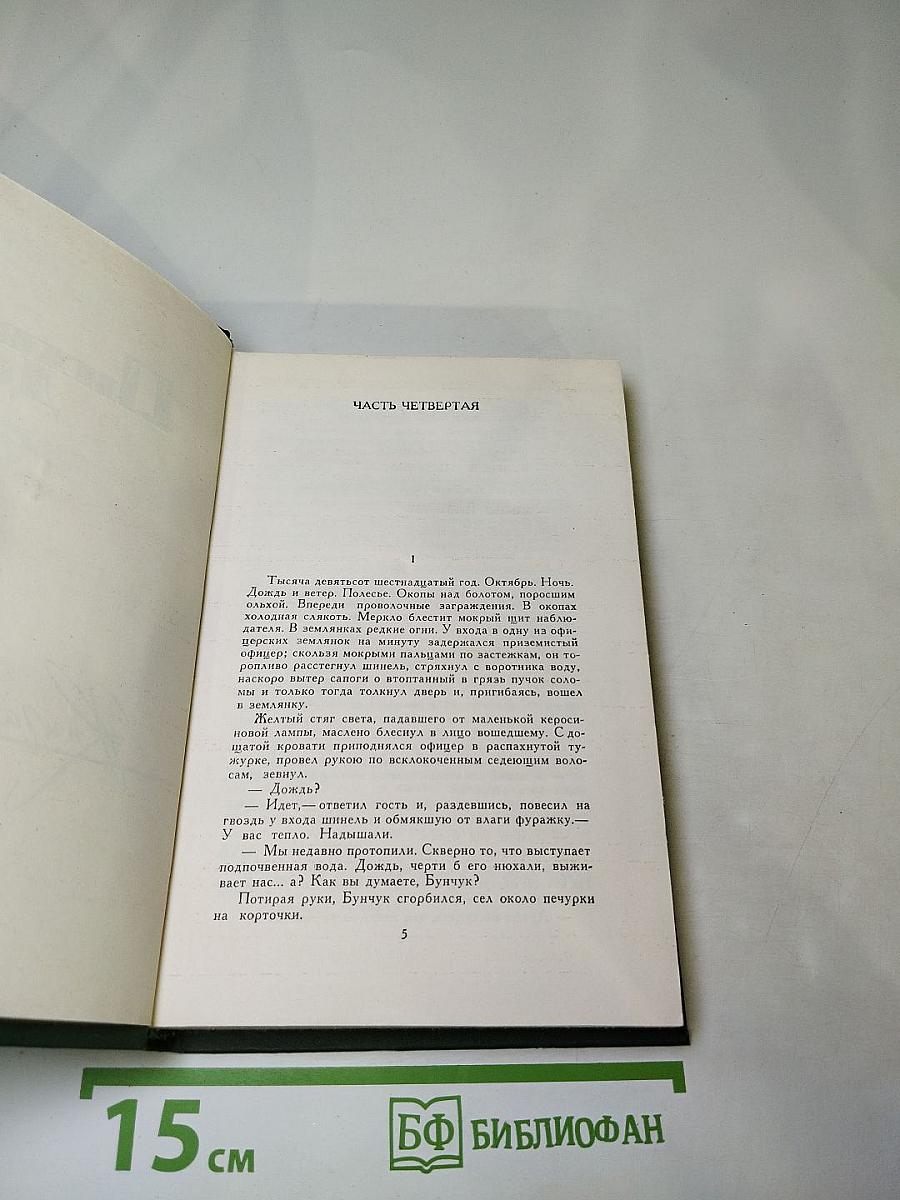 ЧАСТЬ ЧЕТВЕРТАЯ
I
Тысяча девятьсот шестнадцатый год. Октябрь. Ночь.
Дождь и ветер. Полесье. Окопы над болотом, поросшим
ольхой. Впереди проволочные заграждения. В окопах
холодная слякоть. Меркло блестит мокрый щит наблю-
дателя. В землянках редкие огни. У входа в одну из офи-
церских землянок на минуту задержался приземистый
офицер; скользя мокрыми пальцами по застежкам, он то-
ропливо расстегнул шинель, стряхнул с воротника воду,
наскоро вытер сапоги о втоптанный в грязь пучок соло-
мы и только тогда толкнул дверь и, пригибаясь, вошел
в землянку.
Желтый стяг света, падавшего от маленькой кероси-
новой лампы, маслено блеснул в лицо вошедшему. С до-
щатой кровати приподнялся офицер в распахнутой ту-
журке, провел рукою по всклокоченным седеющим воло-
сам, зевнул.
— Дождь?
— Идет,— ответил гость и, раздевшись, повесил на
гвоздь у входа шинель и обмякшую от влаги фуражку.—
У вас тепло. Надышали.
— Мы недавно протопили. Скверно то, что выступает
подпочвенная вода. Дождь, черти б его нюхали, выжи-
вает нас... а? Как вы думаете, Бунчук?
Потирая руки, Бунчук сгорбился, сел около печурки
на корточки.
5
15 см
БФ БИБЛИОФАН